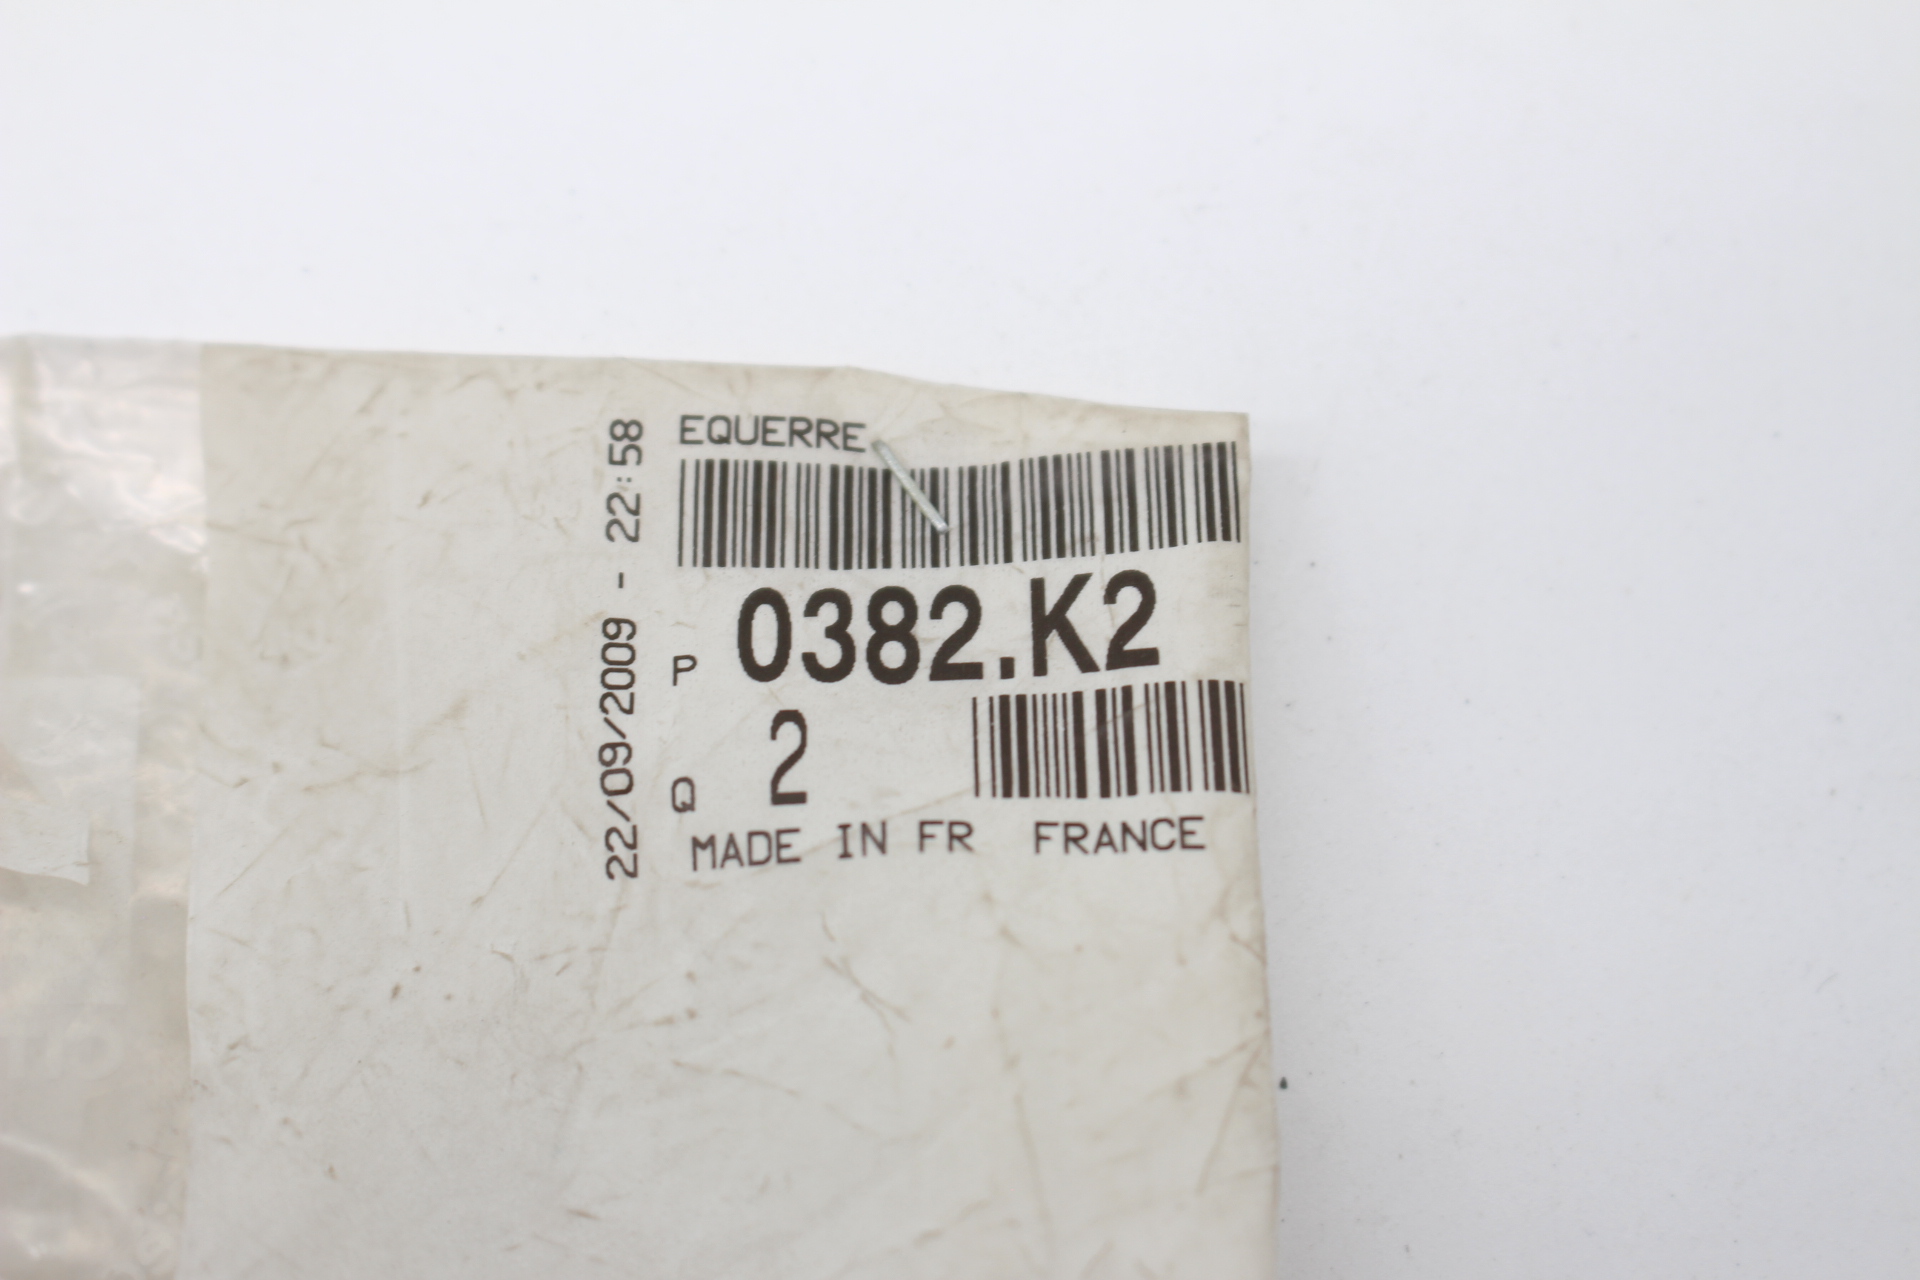 EQUERRE
P 0382.K2
Q 2
MADE IN FR FRANCE
22/09/2009 - 22:58